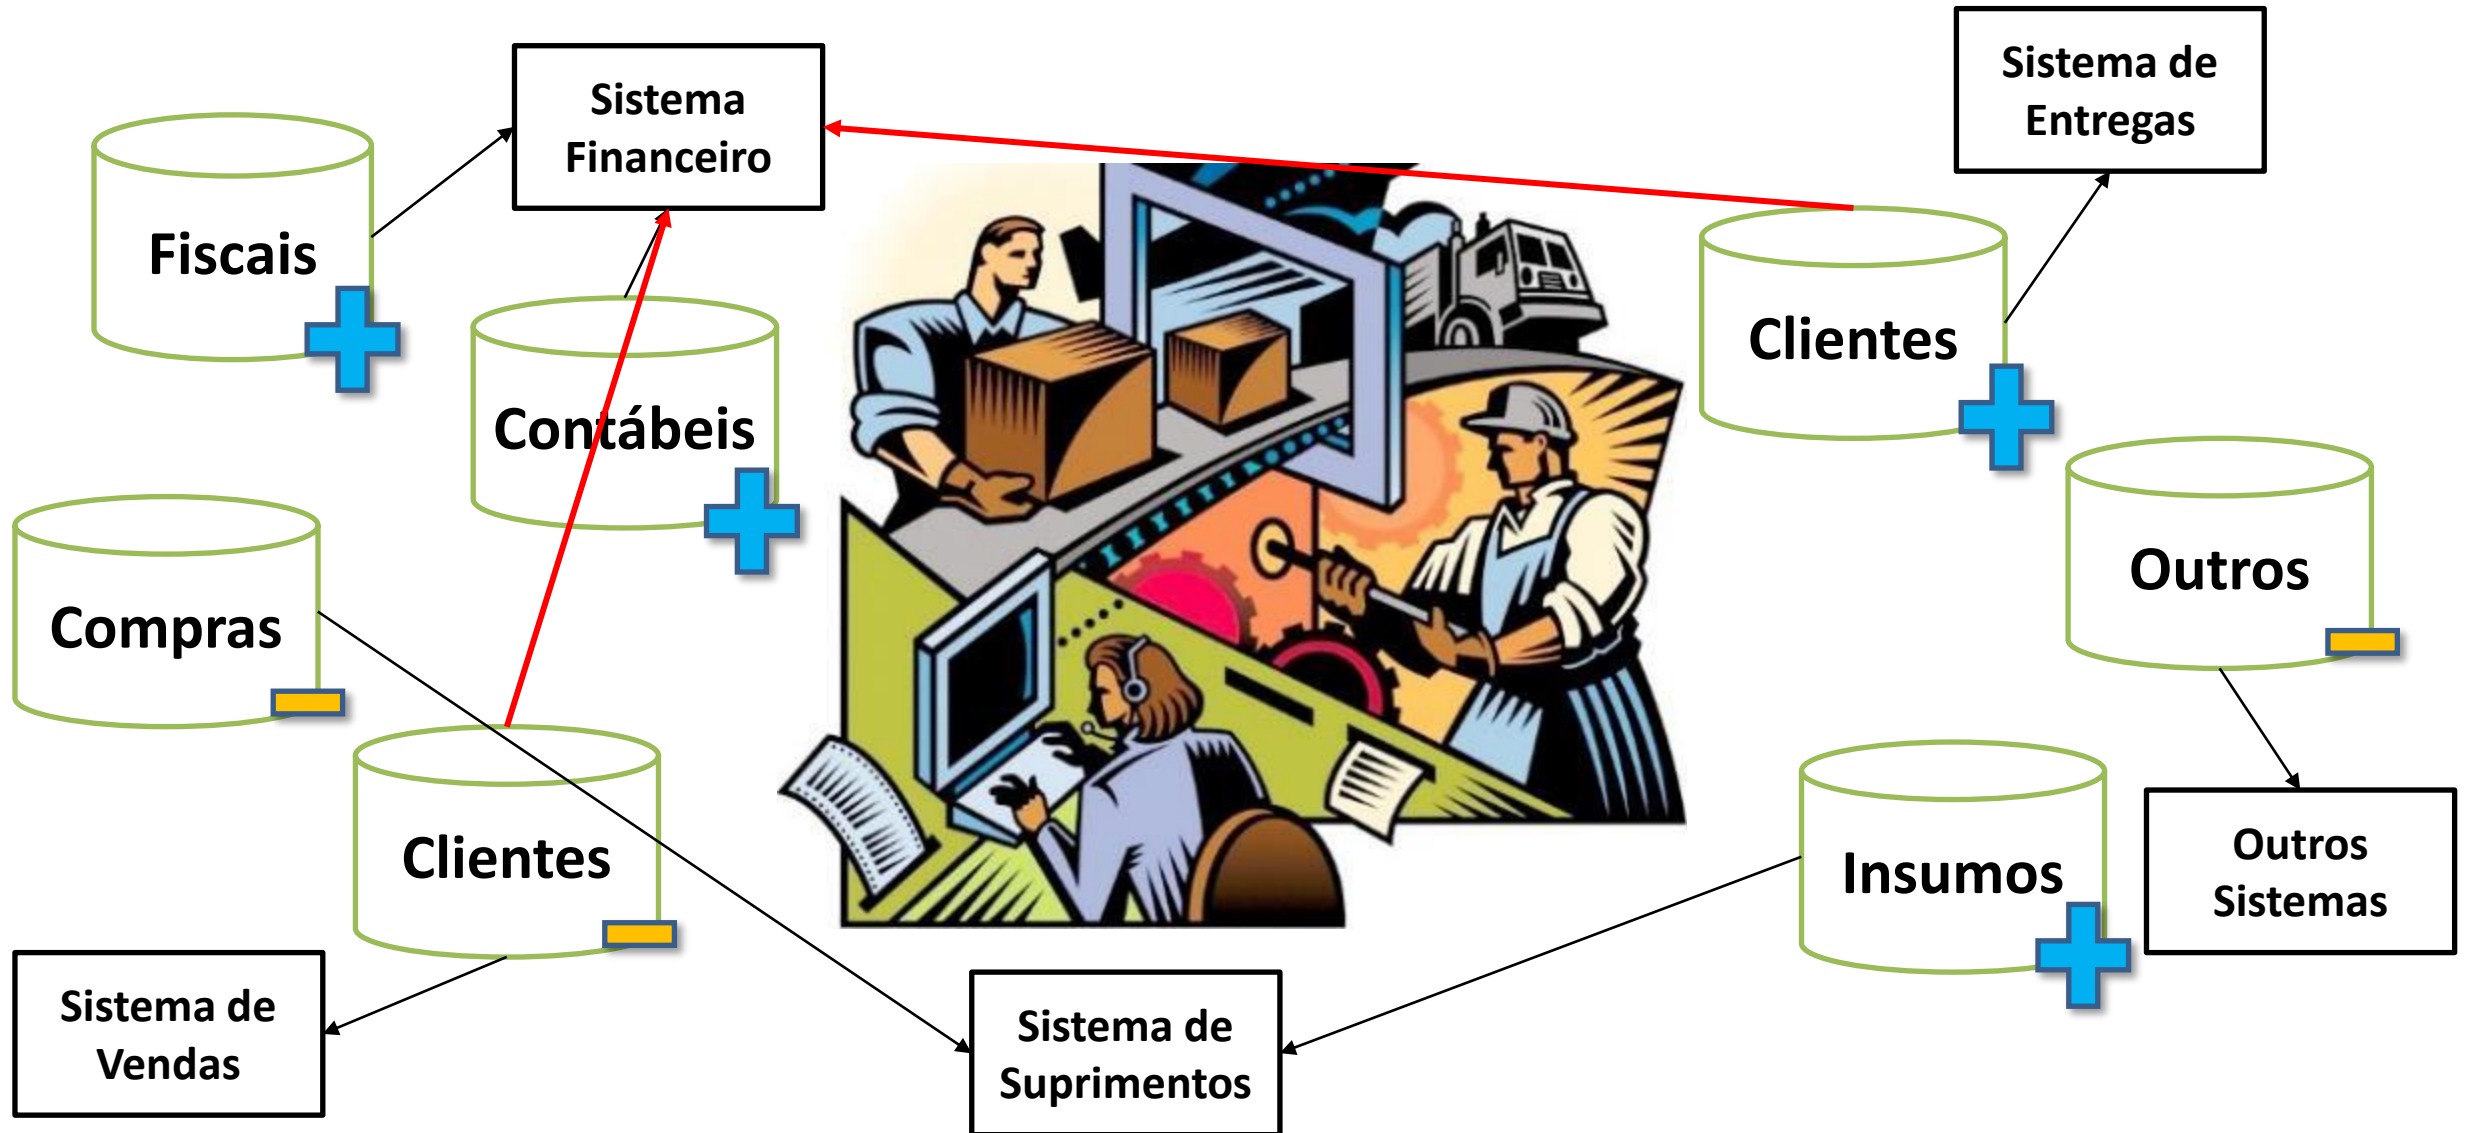 Sistema de
Entregas
Sistema
Financeiro
Fiscais
Clientes
Contábeis
Outros
Compras
Clientes
Insumos
Outros
Sistemas
Sistema de
Vendas
Sistema de
Suprimentos